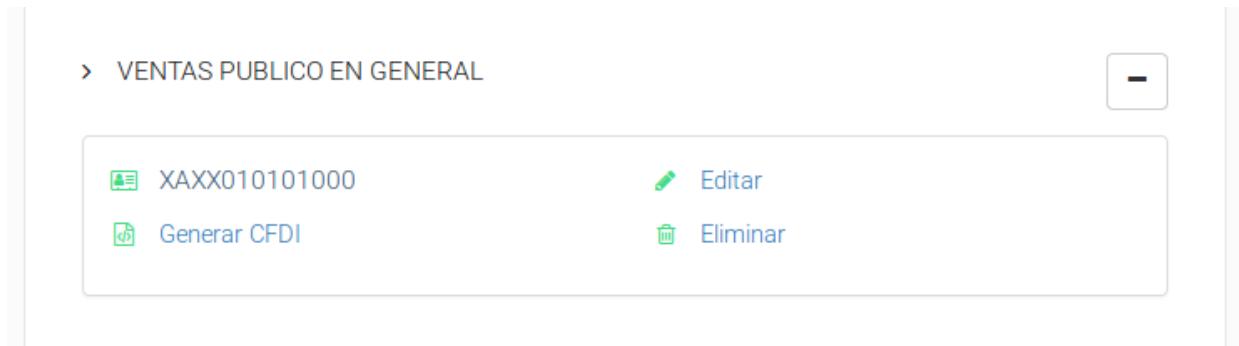 VENTAS PUBLICO EN GENERAL
XAXX010101000
Editar
Generar CFDI
Eliminar